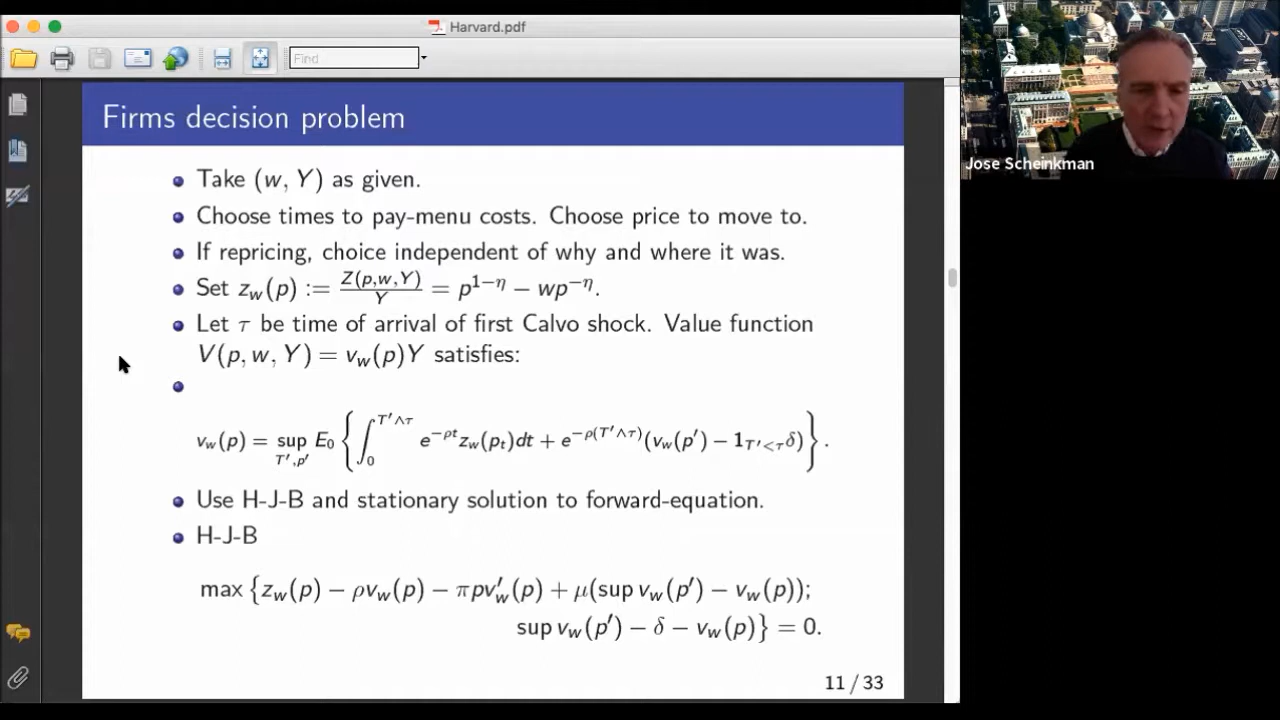 Harvard.pdf
Find
Jose Scheinkman
Firms decision problem
Take (w, Y) as given.
Choose times to pay-menu costs. Choose price to move to.
If repricing, choice independent of why and where it was.
Set z_w(p) := Z(p,w,Y)/Y = p^{1−η} − wp^{−η}.
Let τ be time of arrival of first Calvo shock. Value function
V(p, w, Y) = v_w(p)Y satisfies:
v_w(p) = sup_{T′,p′} E_0 { ∫_0^{T′∧τ} e^{−ρt} z_w(p_t)dt + e^{−ρ(T′∧τ)}(v_w(p′) − 1_{T′<τ}δ) } .
Use H-J-B and stationary solution to forward-equation.
H-J-B
max {z_w(p) − ρv_w(p) − πpv′_w(p) + μ(sup v_w(p′) − v_w(p));
sup v_w(p′) − δ − v_w(p)} = 0.
11 / 33